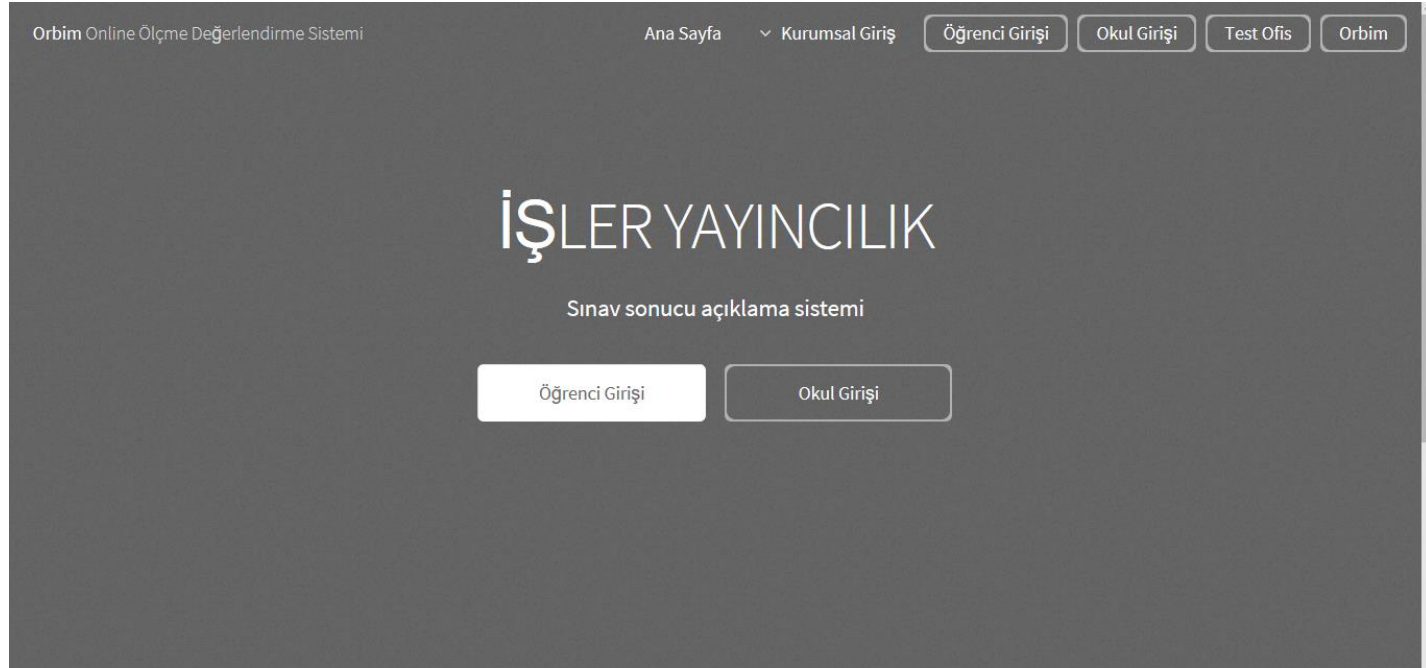 Orbim Online Ölçme Değerlendirme Sistemi
Ana Sayfa Kurumsal Giriş Öğrenci Girişi Okul Girişi Test Ofis Orbim
İŞLER YAYINCILIK
Sınav sonucu açıklama sistemi
Öğrenci Girişi Okul Girişi